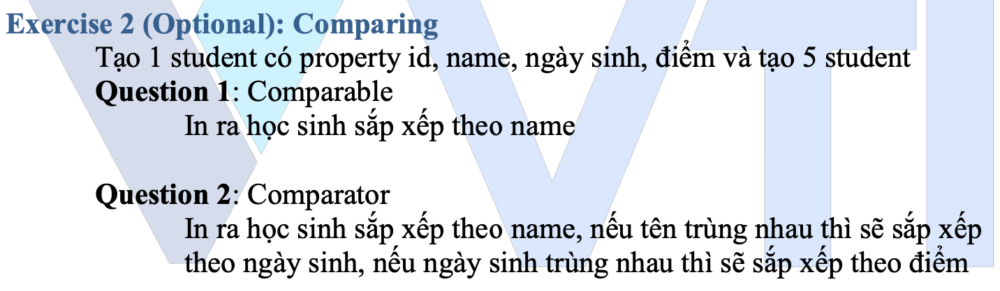 Exercise 2 (Optional): Comparing
Tạo 1 student có property id, name, ngày sinh, điểm và tạo 5 student
Question 1: Comparable
In ra học sinh sắp xếp theo name
Question 2: Comparator
In ra học sinh sắp xếp theo name, nếu tên trùng nhau thì sẽ sắp xếp
theo ngày sinh, nếu ngày sinh trùng nhau thì sẽ sắp xếp theo điểm
VTI